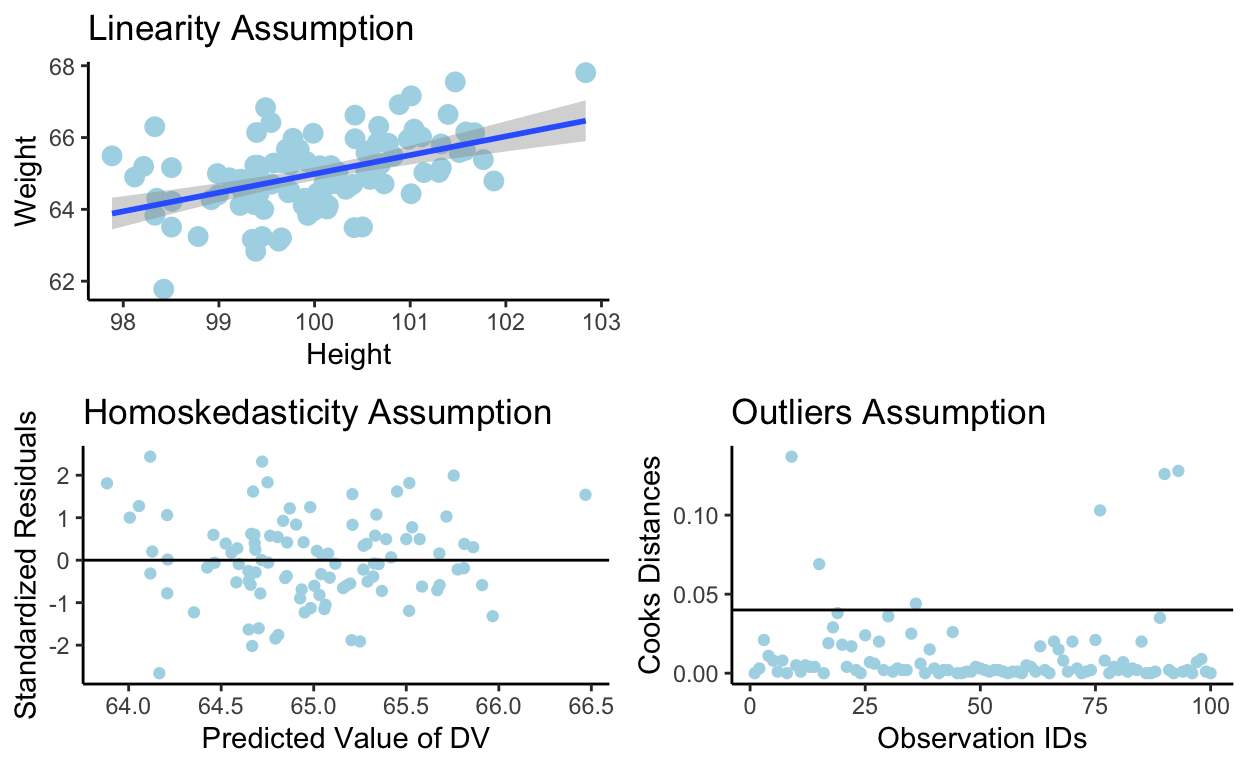 Linearity Assumption
68
66
64
62
Weight
98 99 100 101 102 103
Height
Homoskedasticity Assumption
2
1
0
-1
-2
Standardized Residuals
64.0 64.5 65.0 65.5 66.0 66.5
Predicted Value of DV
Outliers Assumption
0.10
0.05
0.00
Cooks Distances
0 25 50 75 100
Observation IDs